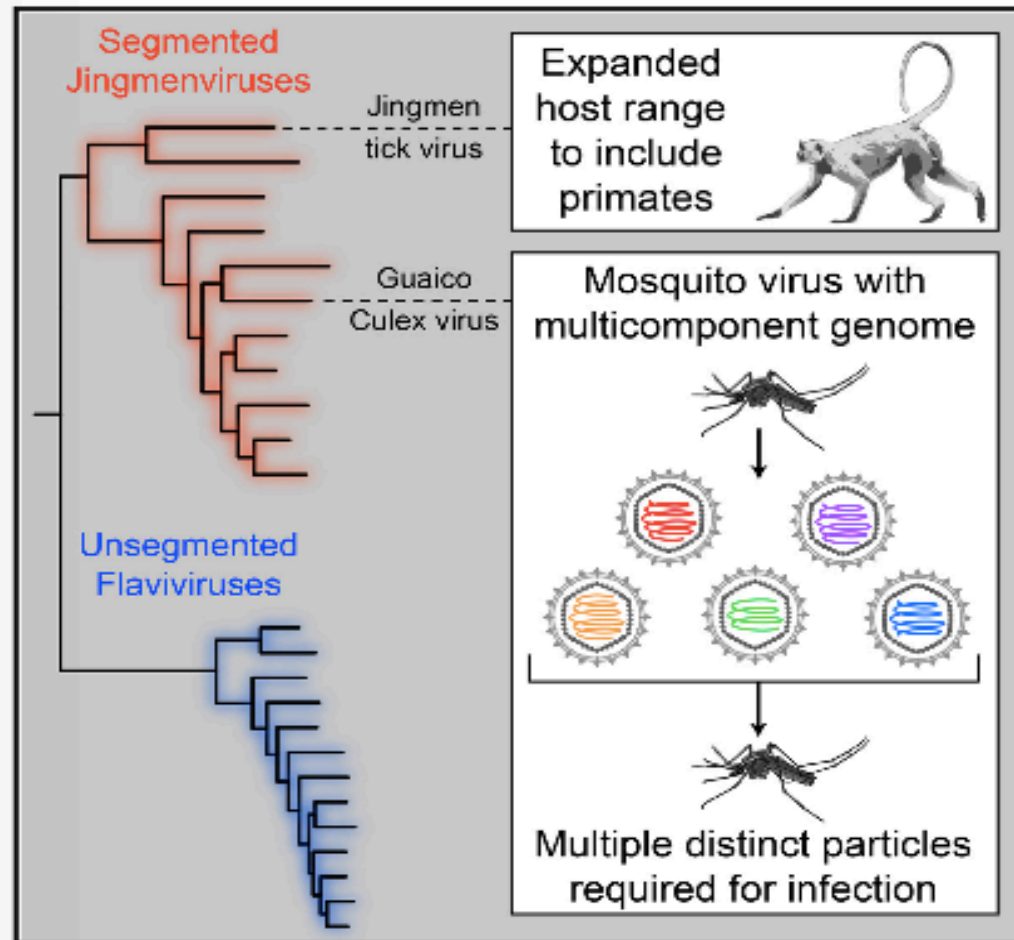 Segmented
Jingmenviruses
Jingmen
tick virus
Expanded
host range
to include
primates
Guaico
Culex virus
Mosquito virus with
multicomponent genome
Unsegmented
Flaviviruses
Multiple distinct particles
required for infection